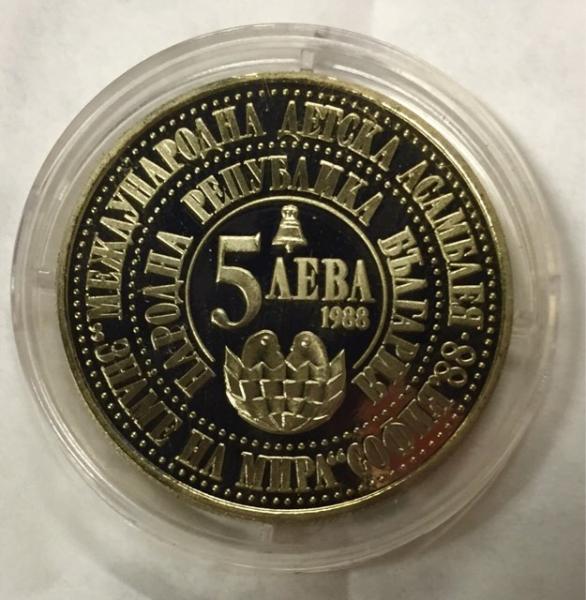 МЕЖДУНАРОДНА ДЕТСКА АСАМБЛЕЯ
„ЗНАМЕ НА МИРА“ СОФИЯ'88
НАРОДНА РЕПУБЛИКА БЪЛГАРИЯ
5 ЛЕВА
1988